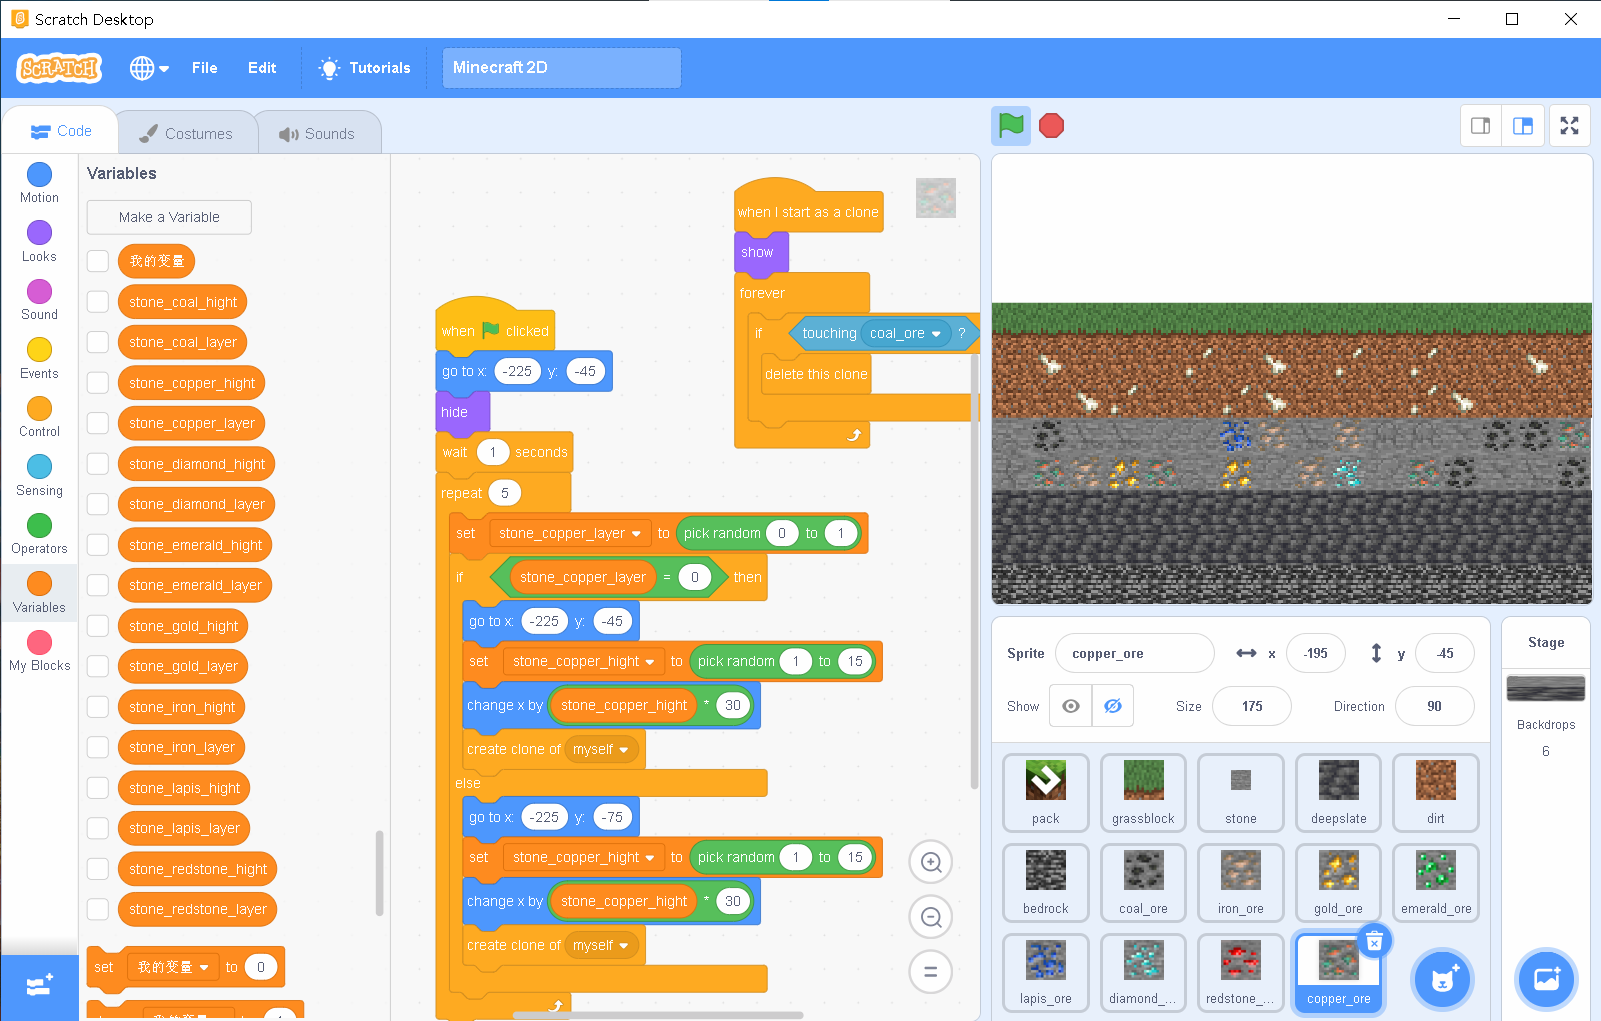 Scratch Desktop
SCRATCH
File
Edit
Tutorials
Minecraft 2D
Code
Costumes
Sounds
Motion
Looks
Sound
Events
Control
Sensing
Operators
Variables
My Blocks
Variables
Make a Variable
我的变量
stone_coal_hight
stone_coal_layer
stone_copper_hight
stone_copper_layer
stone_diamond_hight
stone_diamond_layer
stone_emerald_hight
stone_emerald_layer
stone_gold_hight
stone_gold_layer
stone_iron_hight
stone_iron_layer
stone_lapis_hight
stone_lapis_layer
stone_redstone_hight
stone_redstone_layer
set 我的变量 to 0
when clicked
go to x: -225 y: -45
hide
wait 1 seconds
repeat 5
set stone_copper_layer to pick random 0 to 1
if stone_copper_layer = 0 then
go to x: -225 y: -45
set stone_copper_hight to pick random 1 to 15
change x by stone_copper_hight * 30
create clone of myself
else
go to x: -225 y: -75
set stone_copper_hight to pick random 1 to 15
change x by stone_copper_hight * 30
create clone of myself
when I start as a clone
show
forever
if touching coal_ore ?
delete this clone
Sprite copper_ore x -195 y -45
Show Size 175 Direction 90
pack
grassblock
stone
deepslate
dirt
bedrock
coal_ore
iron_ore
gold_ore
emerald_ore
lapis_ore
diamond_...
redstone_...
copper_ore
Stage
Backdrops
6